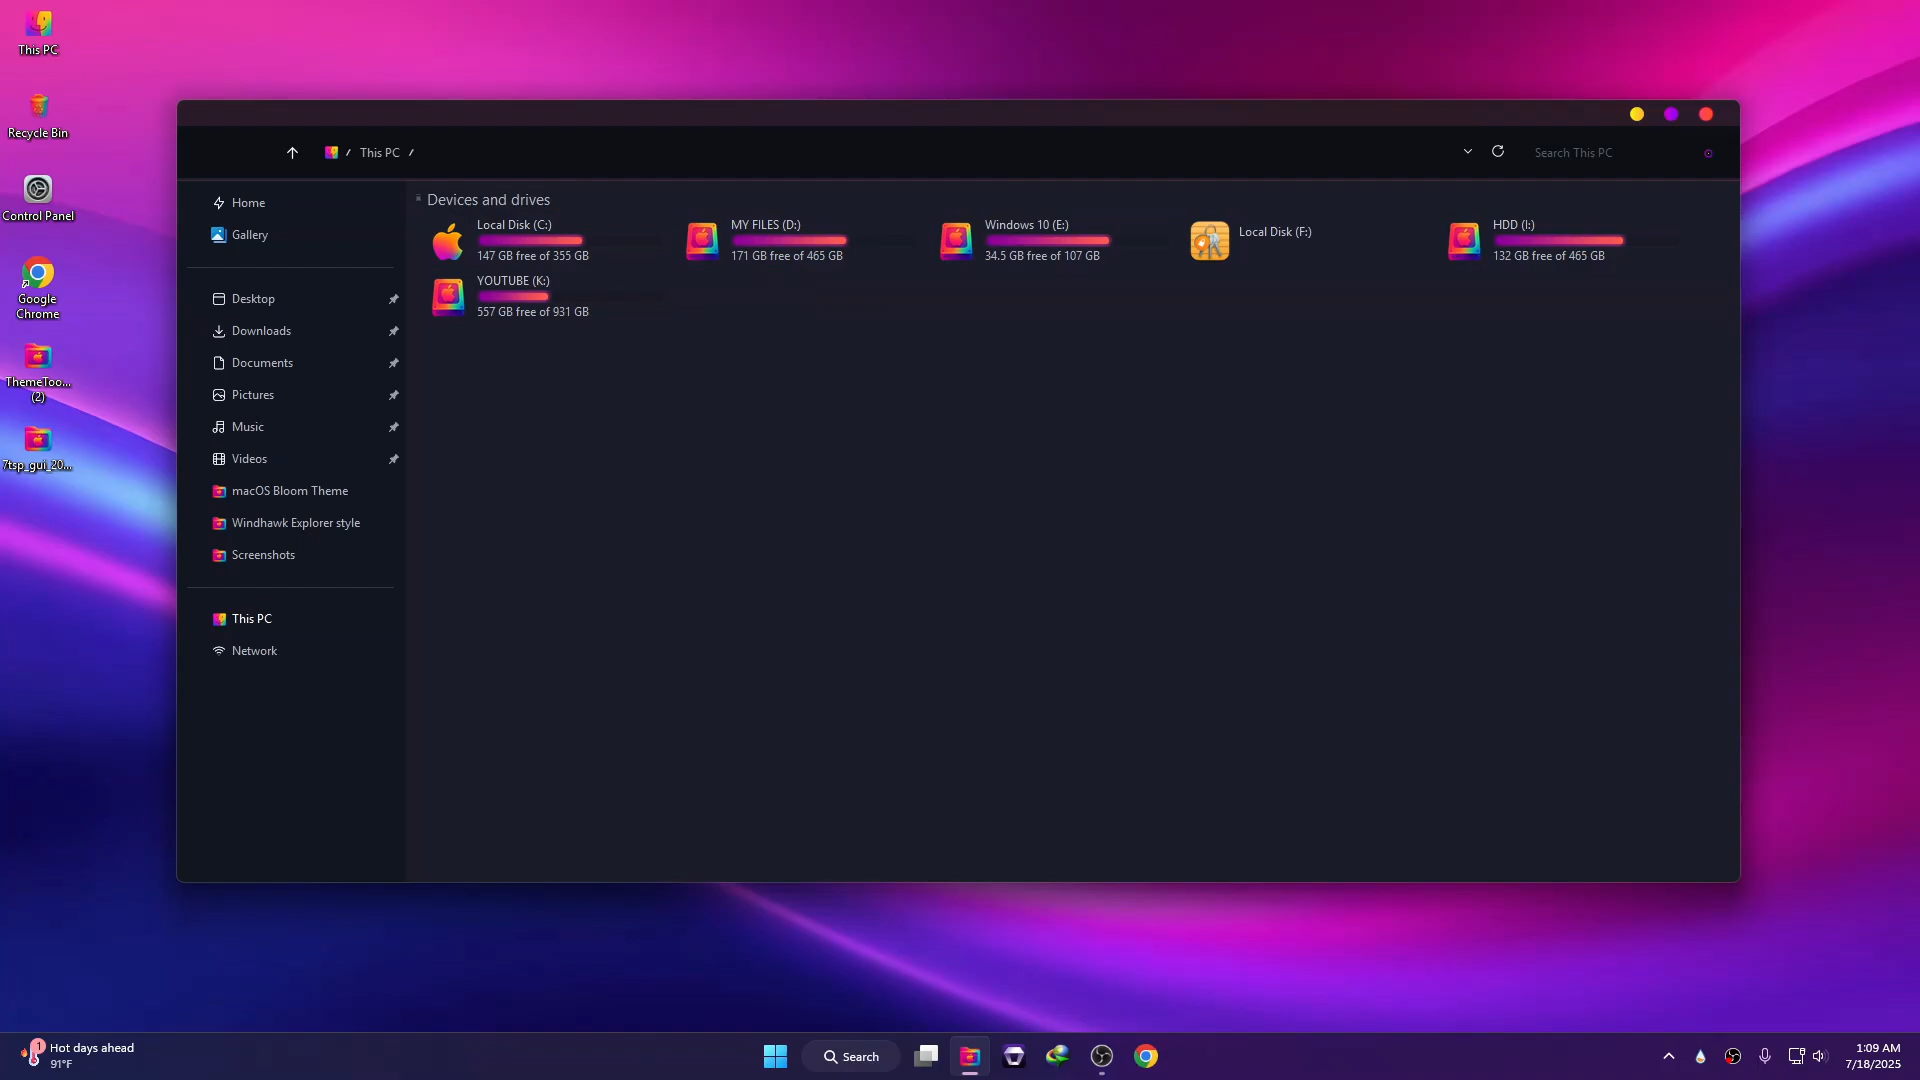 This PC
Recycle Bin
Control Panel
Google
Chrome
ThemeToo...
(2)
7tsp_gui_20...
/ This PC /
Search This PC
Home
Gallery
Desktop
Downloads
Documents
Pictures
Music
Videos
macOS Bloom Theme
Windhawk Explorer style
Screenshots
This PC
Network
Devices and drives
Local Disk (C:)
147 GB free of 355 GB
MY FILES (D:)
171 GB free of 465 GB
Windows 10 (E:)
34.5 GB free of 107 GB
Local Disk (F:)
HDD (I:)
132 GB free of 465 GB
YOUTUBE (K:)
557 GB free of 931 GB
1
Hot days ahead
91°F
Search
1:09 AM
7/18/2025